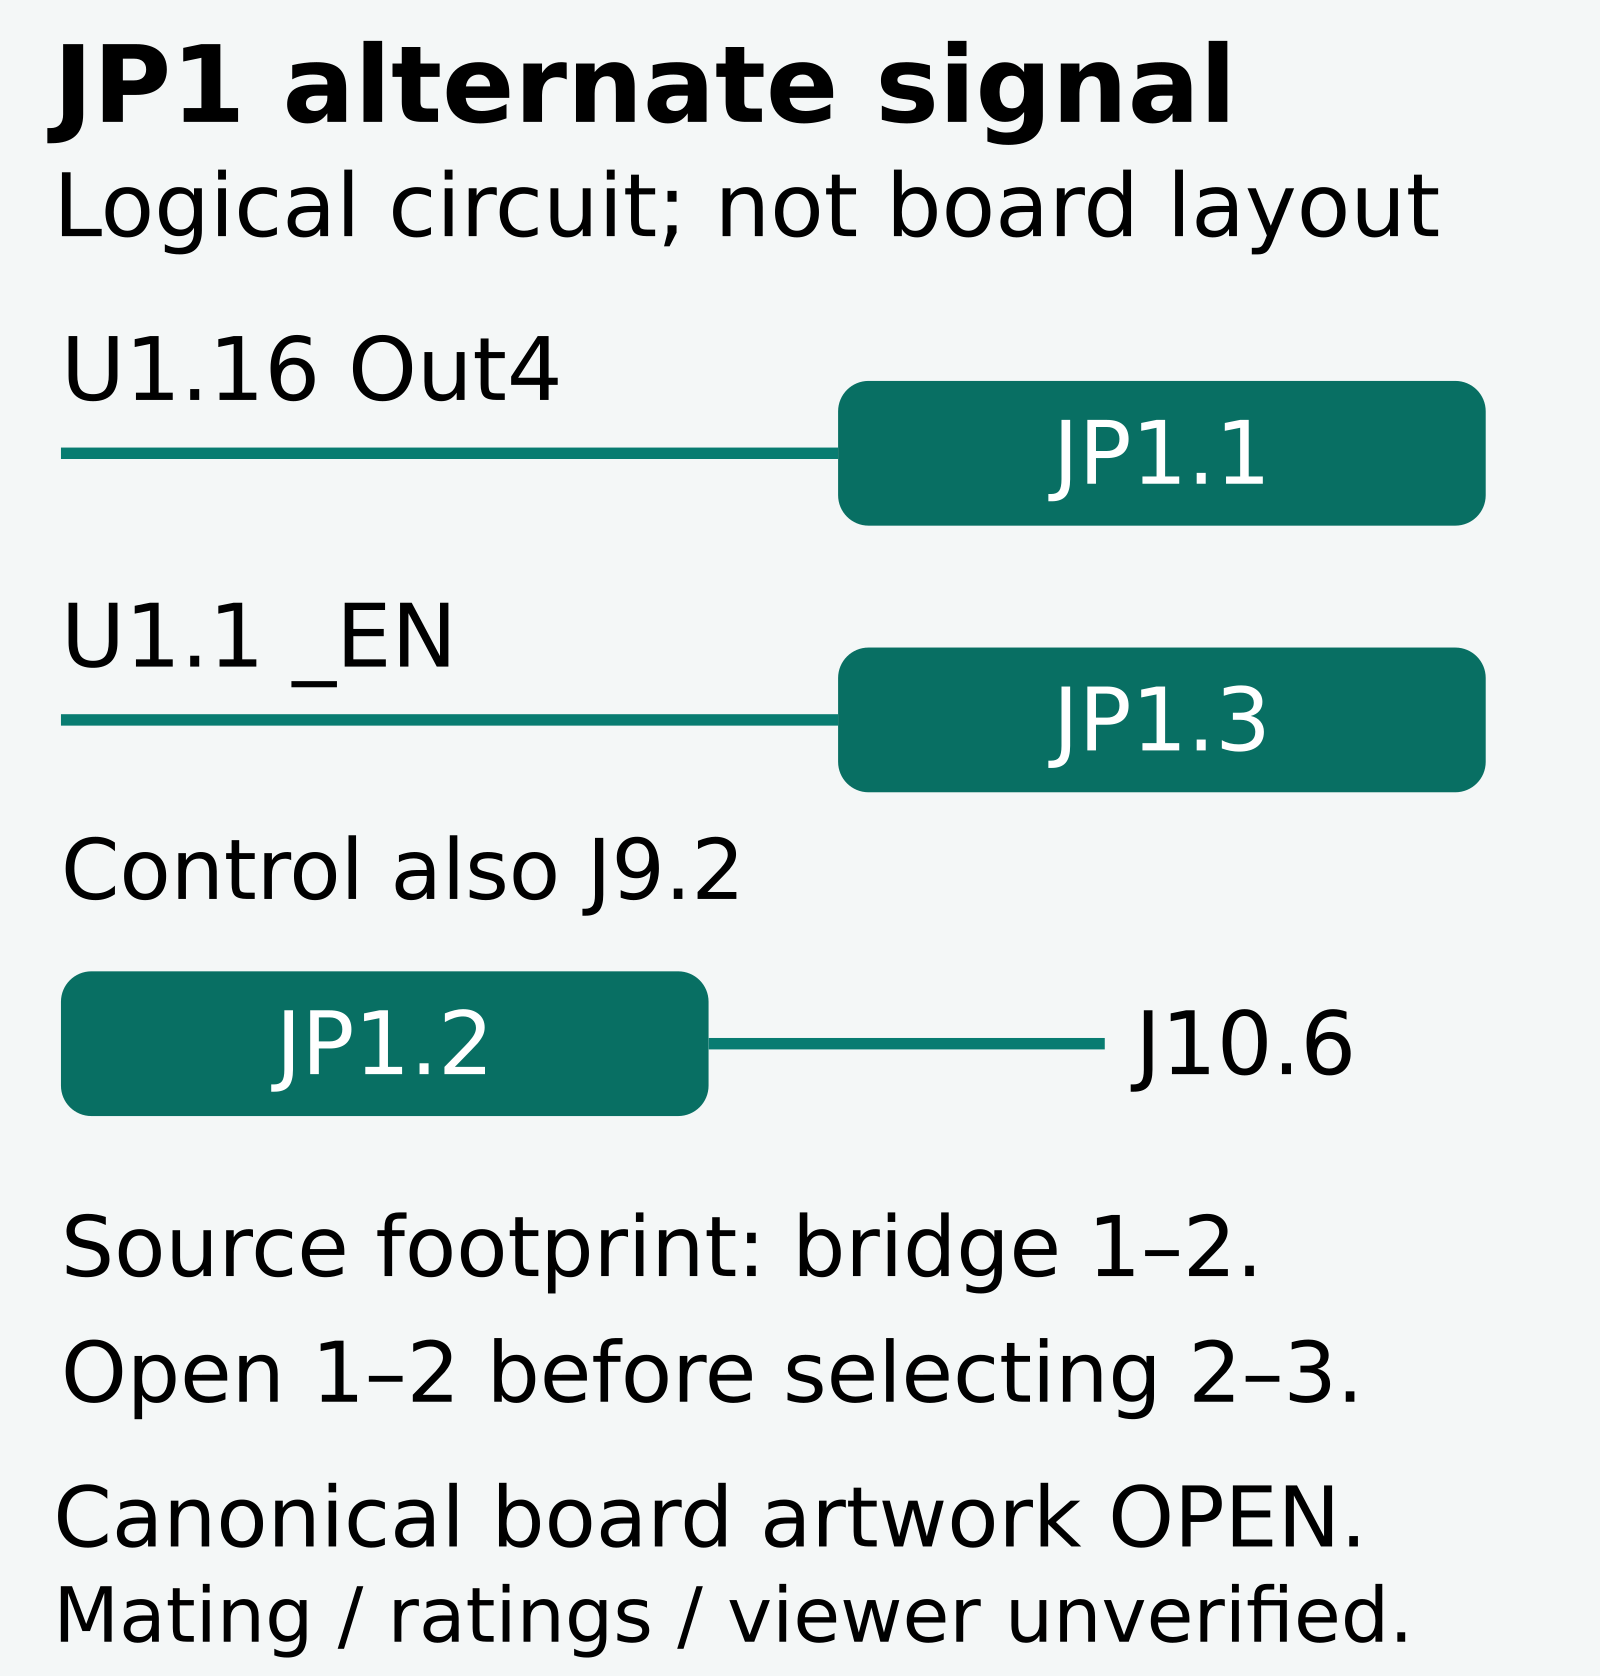 JP1 alternate signal
Logical circuit; not board layout
U1.16 Out4
JP1.1
U1.1 _EN
JP1.3
Control also J9.2
JP1.2
J10.6
Source footprint: bridge 1–2.
Open 1–2 before selecting 2–3.
Canonical board artwork OPEN.
Mating / ratings / viewer unverified.